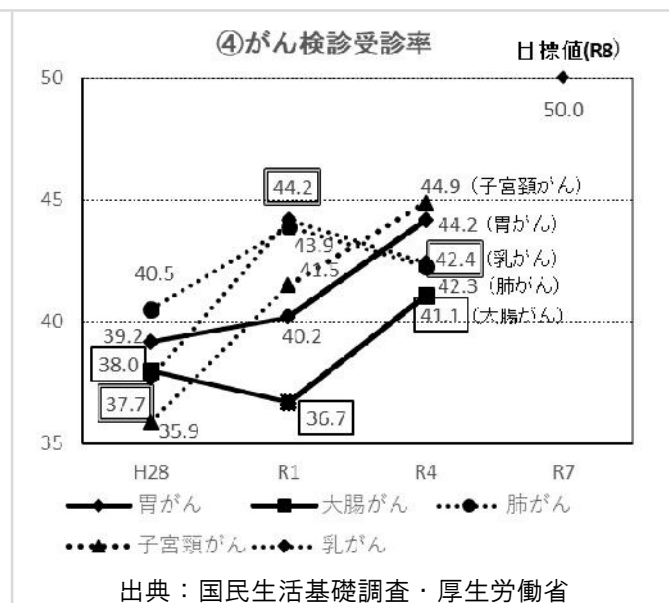 ④がん検診受診率
目標値(R8)
50
50.0
45
44.2
44.9 (子宮頸がん)
44.2 (胃がん)
43.9
42.4 (乳がん)
41.5
42.3 (肺がん)
40.5
41.1 (大腸がん)
40
39.2
40.2
38.0
37.7
36.7
35.9
35
H28 R1 R4 R7
胃がん 大腸がん 肺がん
子宮頸がん 乳がん
出典：国民生活基礎調査・厚生労働省